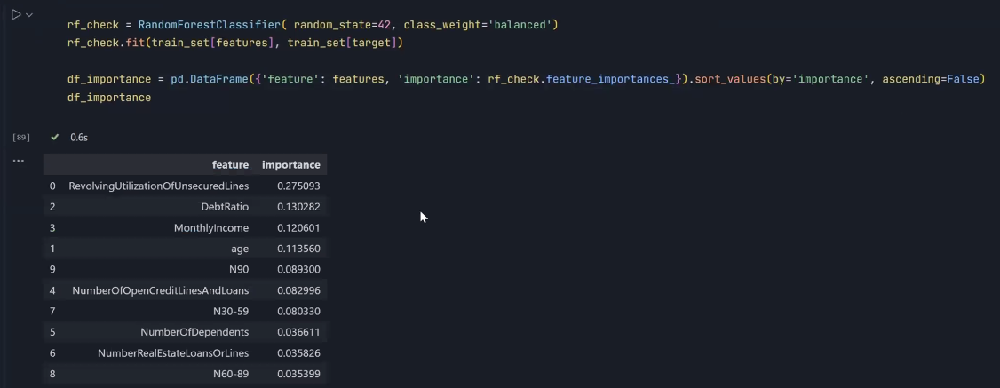 rf_check = RandomForestClassifier( random_state=42, class_weight='balanced')
rf_check.fit(train_set[features], train_set[target])
df_importance = pd.DataFrame({'feature': features, 'importance': rf_check.feature_importances_}).sort_values(by='importance', ascending=False)
df_importance
[89] 0.6s
feature importance
0 RevolvingUtilizationOfUnsecuredLines 0.275093
2 DebtRatio 0.130282
3 MonthlyIncome 0.120601
1 age 0.113560
9 N90 0.089300
4 NumberOfOpenCreditLinesAndLoans 0.082996
7 N30-59 0.080330
5 NumberOfDependents 0.036611
6 NumberRealEstateLoansOrLines 0.035826
8 N60-89 0.035399